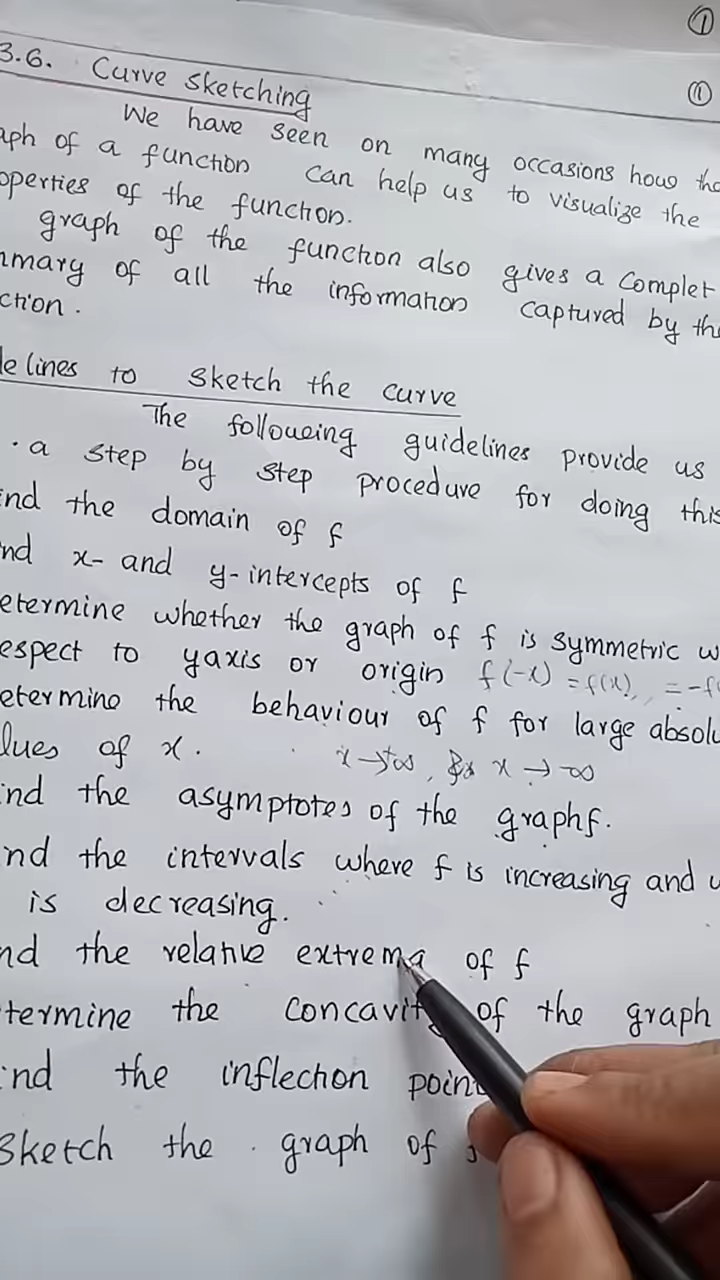 ①
3.6. Curve sketching
①
We have seen on many occasions how the
aph of a function can help us to visualize the
operties of the function.
graph of the function also gives a complet
mmary of all the information captured by the
ction.
de lines to sketch the curve
The following guidelines provide us
. a step by step procedure for doing this
ind the domain of f
nd x- and y-intercepts of f
etermine whether the graph of f is symmetric w
espect to yaxis or origin f(-x) = f(x), = -f(
etermine the behaviour of f for large absolu
lues of x. x→+∞, x→-∞
ind the asymptotes of the graph f.
nd the intervals where f is increasing and w
is decreasing.
nd the relative extrema of f
termine the concavity of the graph
ind the inflection point
Sketch the graph of